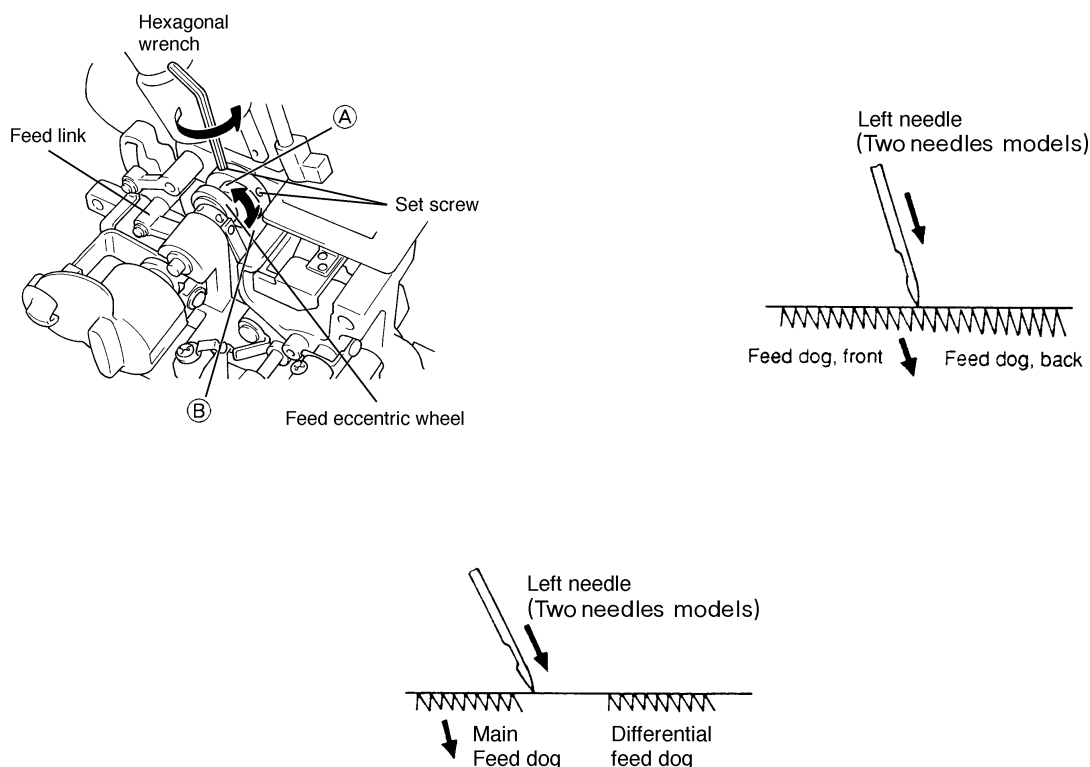 Hexagonal
wrench
A
Feed link
Set screw
B
Feed eccentric wheel
Left needle
(Two needles models)
Feed dog, front
Feed dog, back
Left needle
(Two needles models)
Main
Feed dog
Differential
feed dog